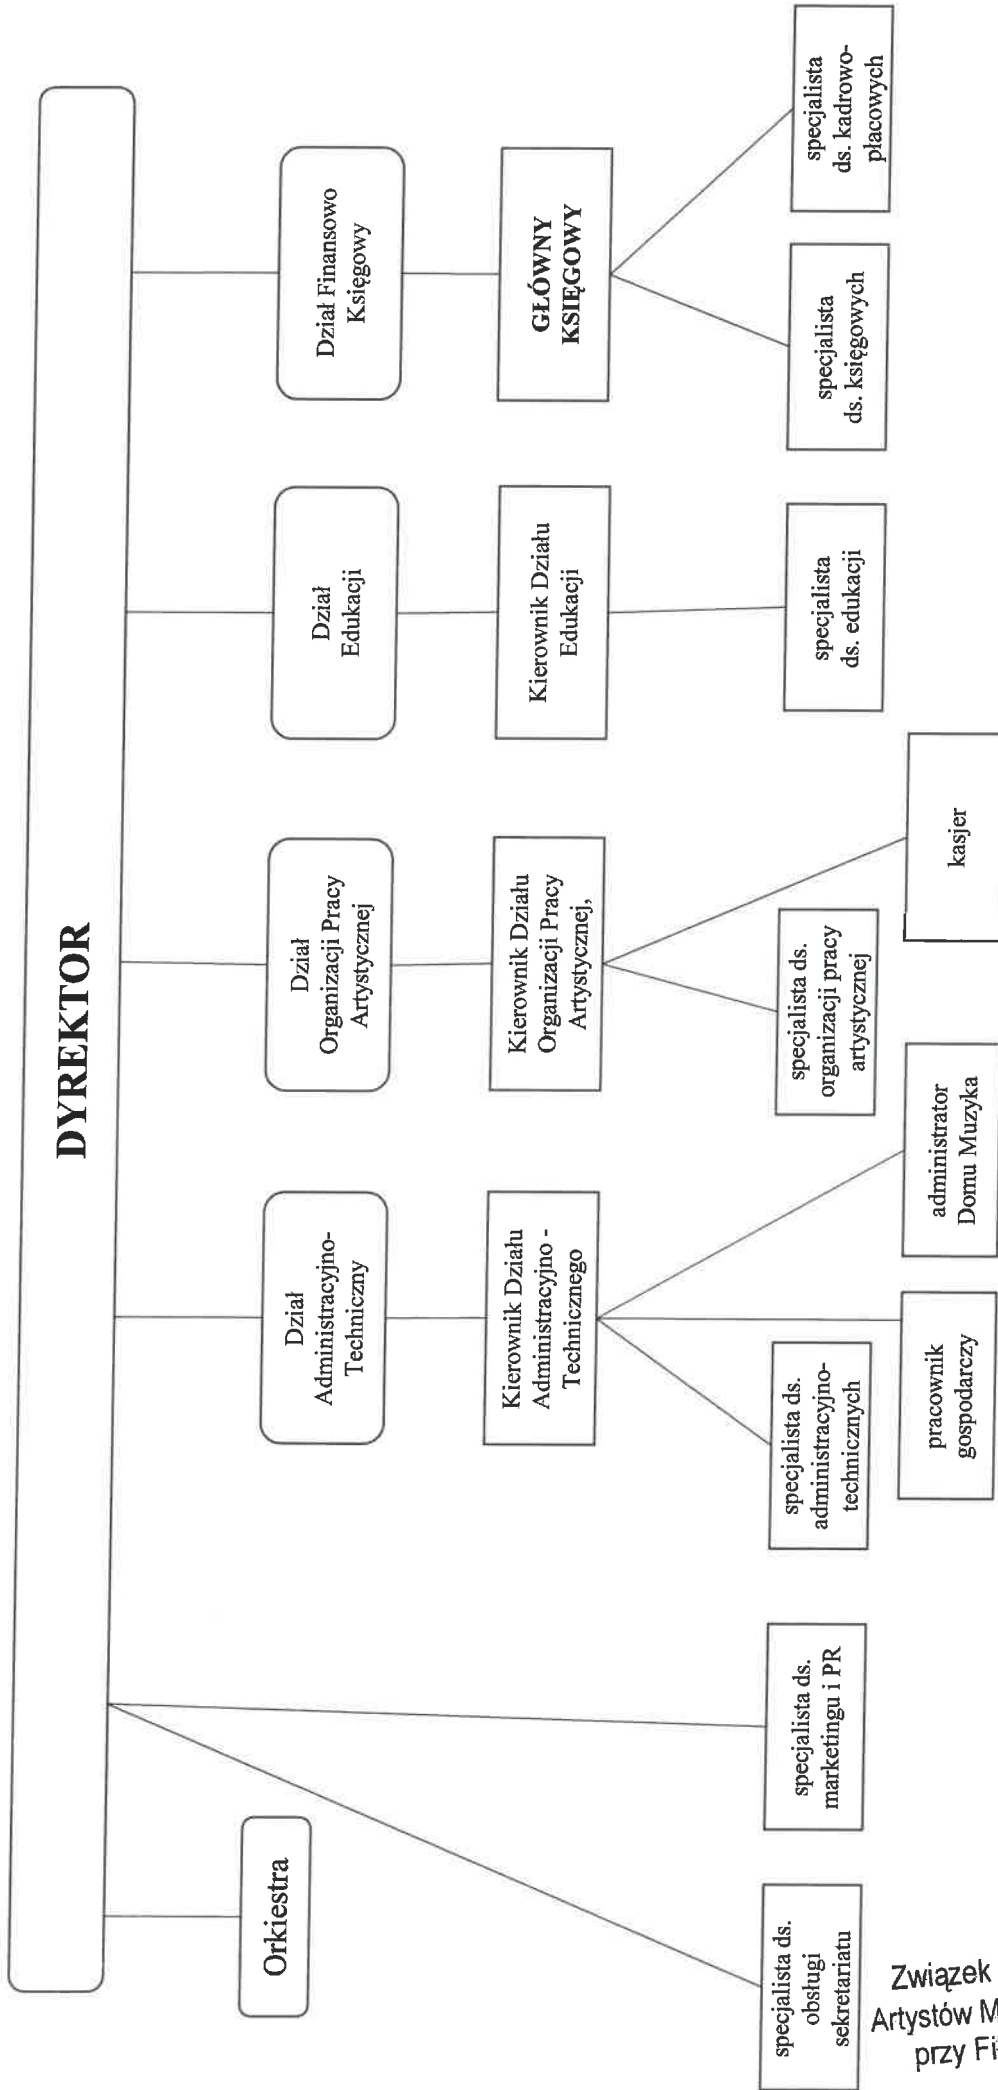 DYREKTOR
Orkiestra
Dział
Administracyjno-
Techniczny
Dział
Organizacji Pracy
Artystycznej
Dział
Edukacji
Dział Finansowo
Księgowy
Kierownik Działu
Administracyjno -
Technicznego
Kierownik Działu
Organizacji Pracy
Artystycznej,
Kierownik Działu
Edukacji
GŁÓWNY
KSIĘGOWY
specjalista ds.
obsługi
sekretariatu
specjalista ds.
marketingu i PR
specjalista ds.
administracyjno-
technicznych
pracownik
gospodarczy
administrator
Domu Muzyka
specjalista ds.
organizacji pracy
artystycznej
kasjer
specjalista
ds. edukacji
specjalista
ds. księgowych
specjalista
ds. kadrowo-
płacowych
Związek
Artystów
przy